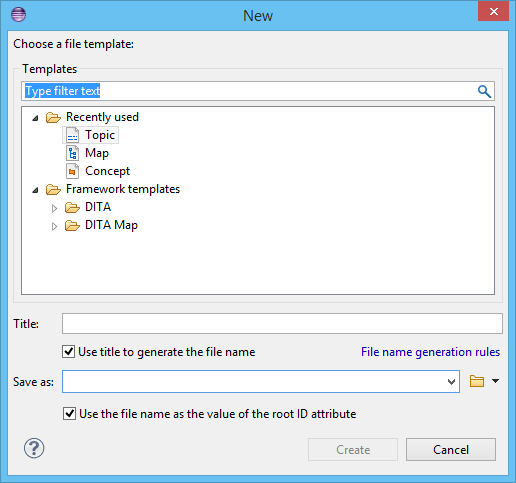 New
Choose a file template:
Templates
Type filter text
Recently used
Topic
Map
Concept
Framework templates
DITA
DITA Map
Title:
Use title to generate the file name File name generation rules
Save as:
Use the file name as the value of the root ID attribute
? Create Cancel